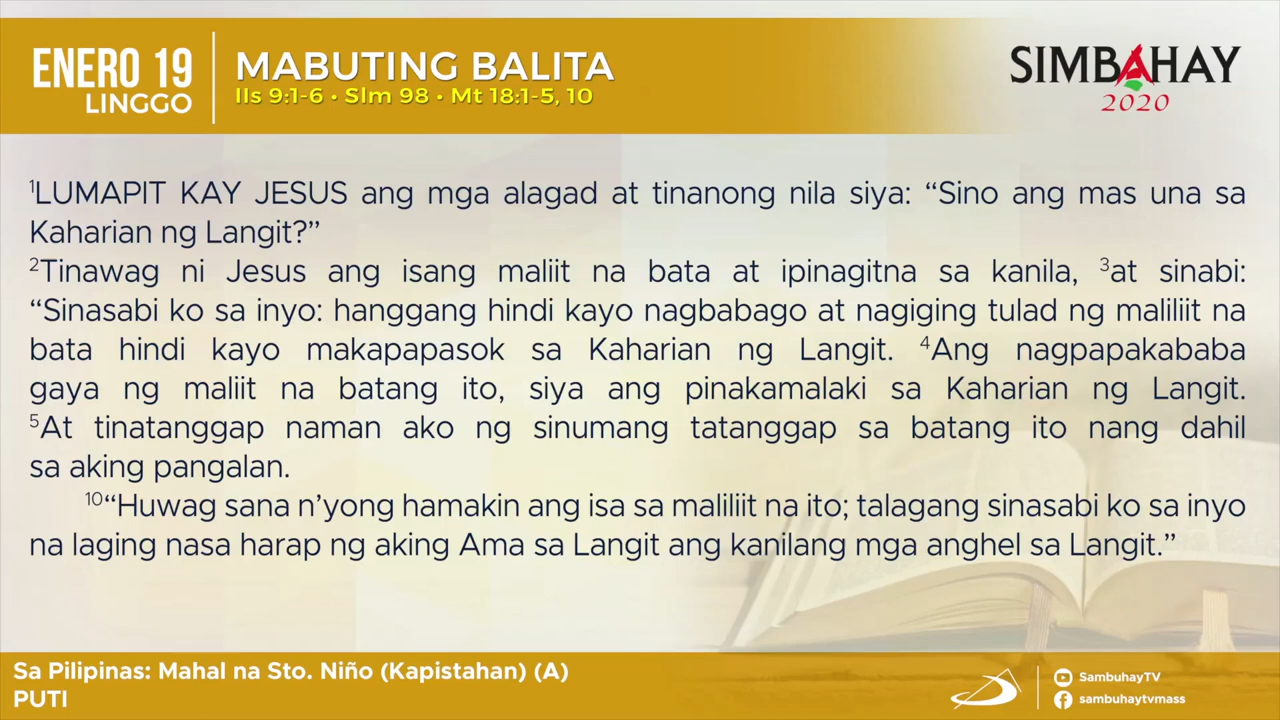 ENERO 19
LINGGO
MABUTING BALITA
IIs 9:1-6 • Slm 98 • Mt 18:1-5, 10
SIMBAHAY
2020
¹LUMAPIT KAY JESUS ang mga alagad at tinanong nila siya: “Sino ang mas una sa
Kaharian ng Langit?”
²Tinawag ni Jesus ang isang maliit na bata at ipinagitna sa kanila, ³at sinabi:
“Sinasabi ko sa inyo: hanggang hindi kayo nagbabago at nagiging tulad ng maliliit na
bata hindi kayo makapapasok sa Kaharian ng Langit. ⁴Ang nagpapakababa
gaya ng maliit na batang ito, siya ang pinakamalaki sa Kaharian ng Langit.
⁵At tinatanggap naman ako ng sinumang tatanggap sa batang ito nang dahil
sa aking pangalan.
¹⁰“Huwag sana n’yong hamakin ang isa sa maliliit na ito; talagang sinasabi ko sa inyo
na laging nasa harap ng aking Ama sa Langit ang kanilang mga anghel sa Langit.”
Sa Pilipinas: Mahal na Sto. Niño (Kapistahan) (A)
PUTI
SambuhayTV
sambuhaytvmass